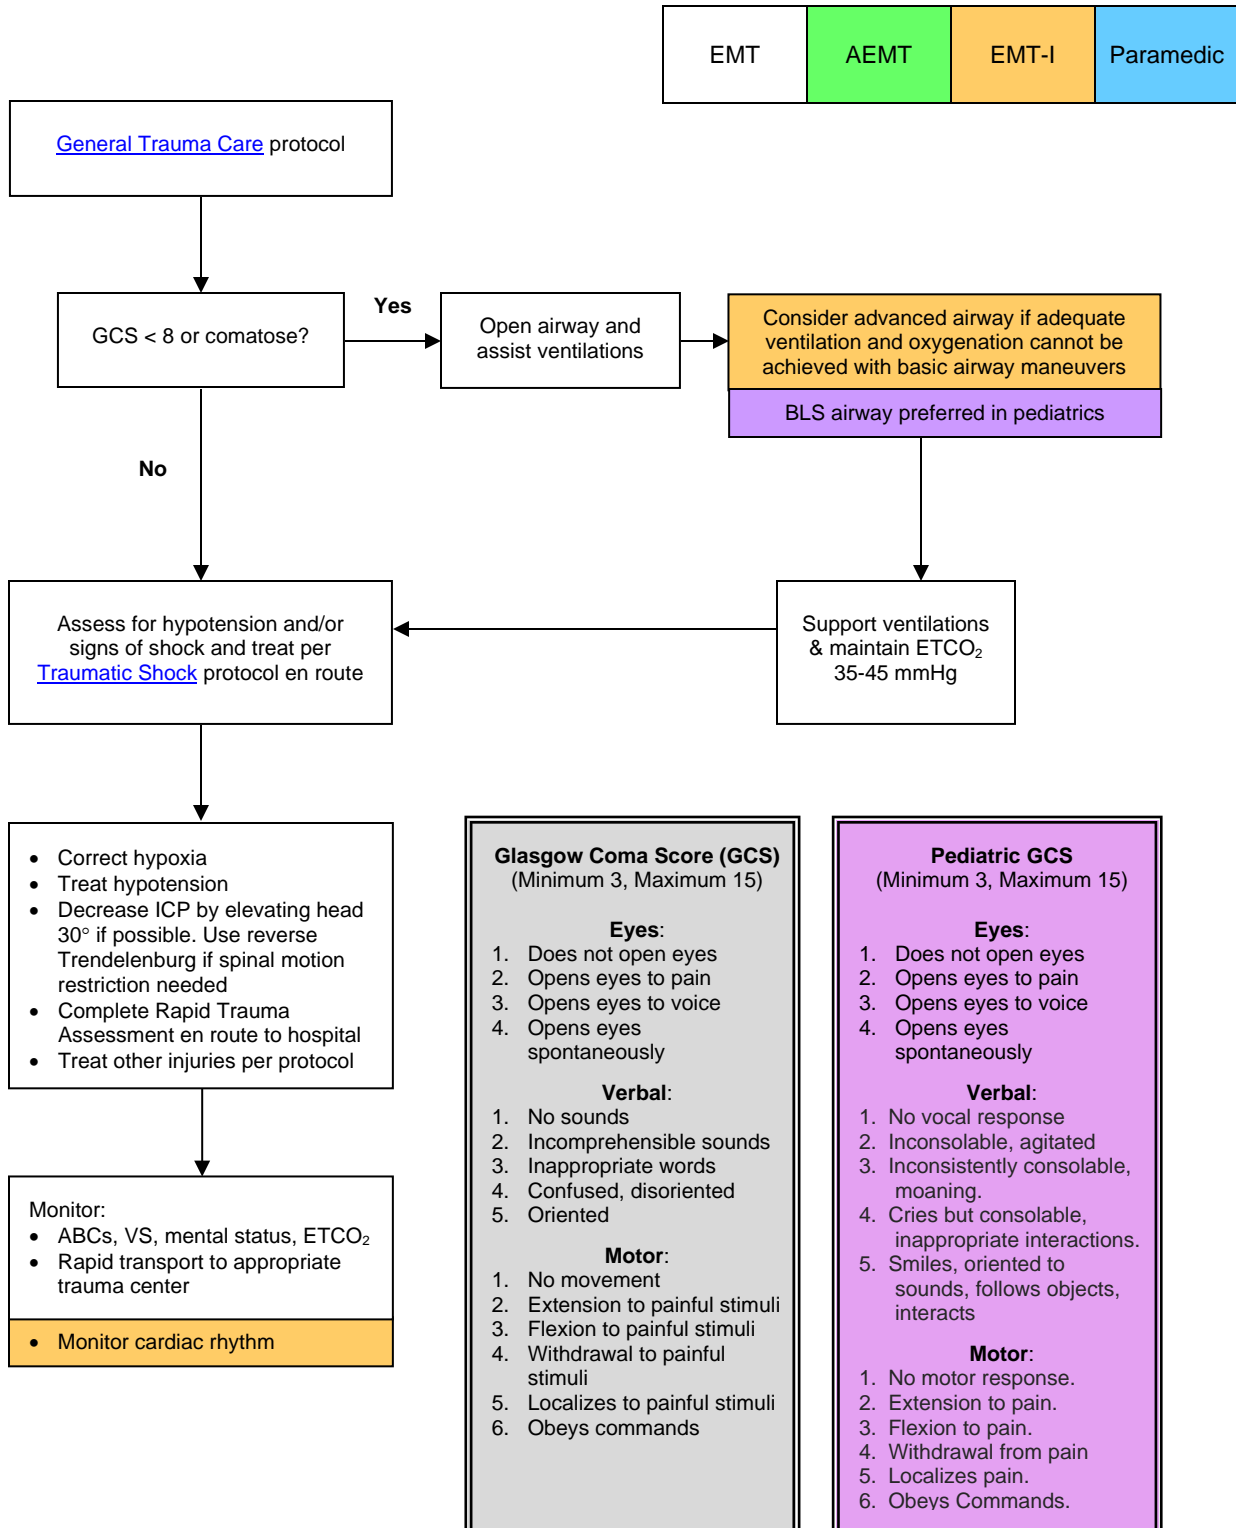 EMT
AEMT
EMT-I
Paramedic
General Trauma Care protocol
GCS < 8 or comatose?
Yes
Open airway and
assist ventilations
Consider advanced airway if adequate
ventilation and oxygenation cannot be
achieved with basic airway maneuvers
BLS airway preferred in pediatrics
No
Assess for hypotension and/or
signs of shock and treat per
Traumatic Shock protocol en route
Support ventilations
& maintain ETCO₂
35-45 mmHg
• Correct hypoxia
• Treat hypotension
• Decrease ICP by elevating head
30° if possible. Use reverse
Trendelenburg if spinal motion
restriction needed
• Complete Rapid Trauma
Assessment en route to hospital
• Treat other injuries per protocol
Monitor:
• ABCs, VS, mental status, ETCO₂
• Rapid transport to appropriate
trauma center
• Monitor cardiac rhythm
Glasgow Coma Score (GCS)
(Minimum 3, Maximum 15)
Eyes:
1. Does not open eyes
2. Opens eyes to pain
3. Opens eyes to voice
4. Opens eyes
spontaneously
Verbal:
1. No sounds
2. Incomprehensible sounds
3. Inappropriate words
4. Confused, disoriented
5. Oriented
Motor:
1. No movement
2. Extension to painful stimuli
3. Flexion to painful stimuli
4. Withdrawal to painful
stimuli
5. Localizes to painful stimuli
6. Obeys commands
Pediatric GCS
(Minimum 3, Maximum 15)
Eyes:
1. Does not open eyes
2. Opens eyes to pain
3. Opens eyes to voice
4. Opens eyes
spontaneously
Verbal:
1. No vocal response
2. Inconsolable, agitated
3. Inconsistently consolable,
moaning.
4. Cries but consolable,
inappropriate interactions.
5. Smiles, oriented to
sounds, follows objects,
interacts
Motor:
1. No motor response.
2. Extension to pain.
3. Flexion to pain.
4. Withdrawal from pain
5. Localizes pain.
6. Obeys Commands.